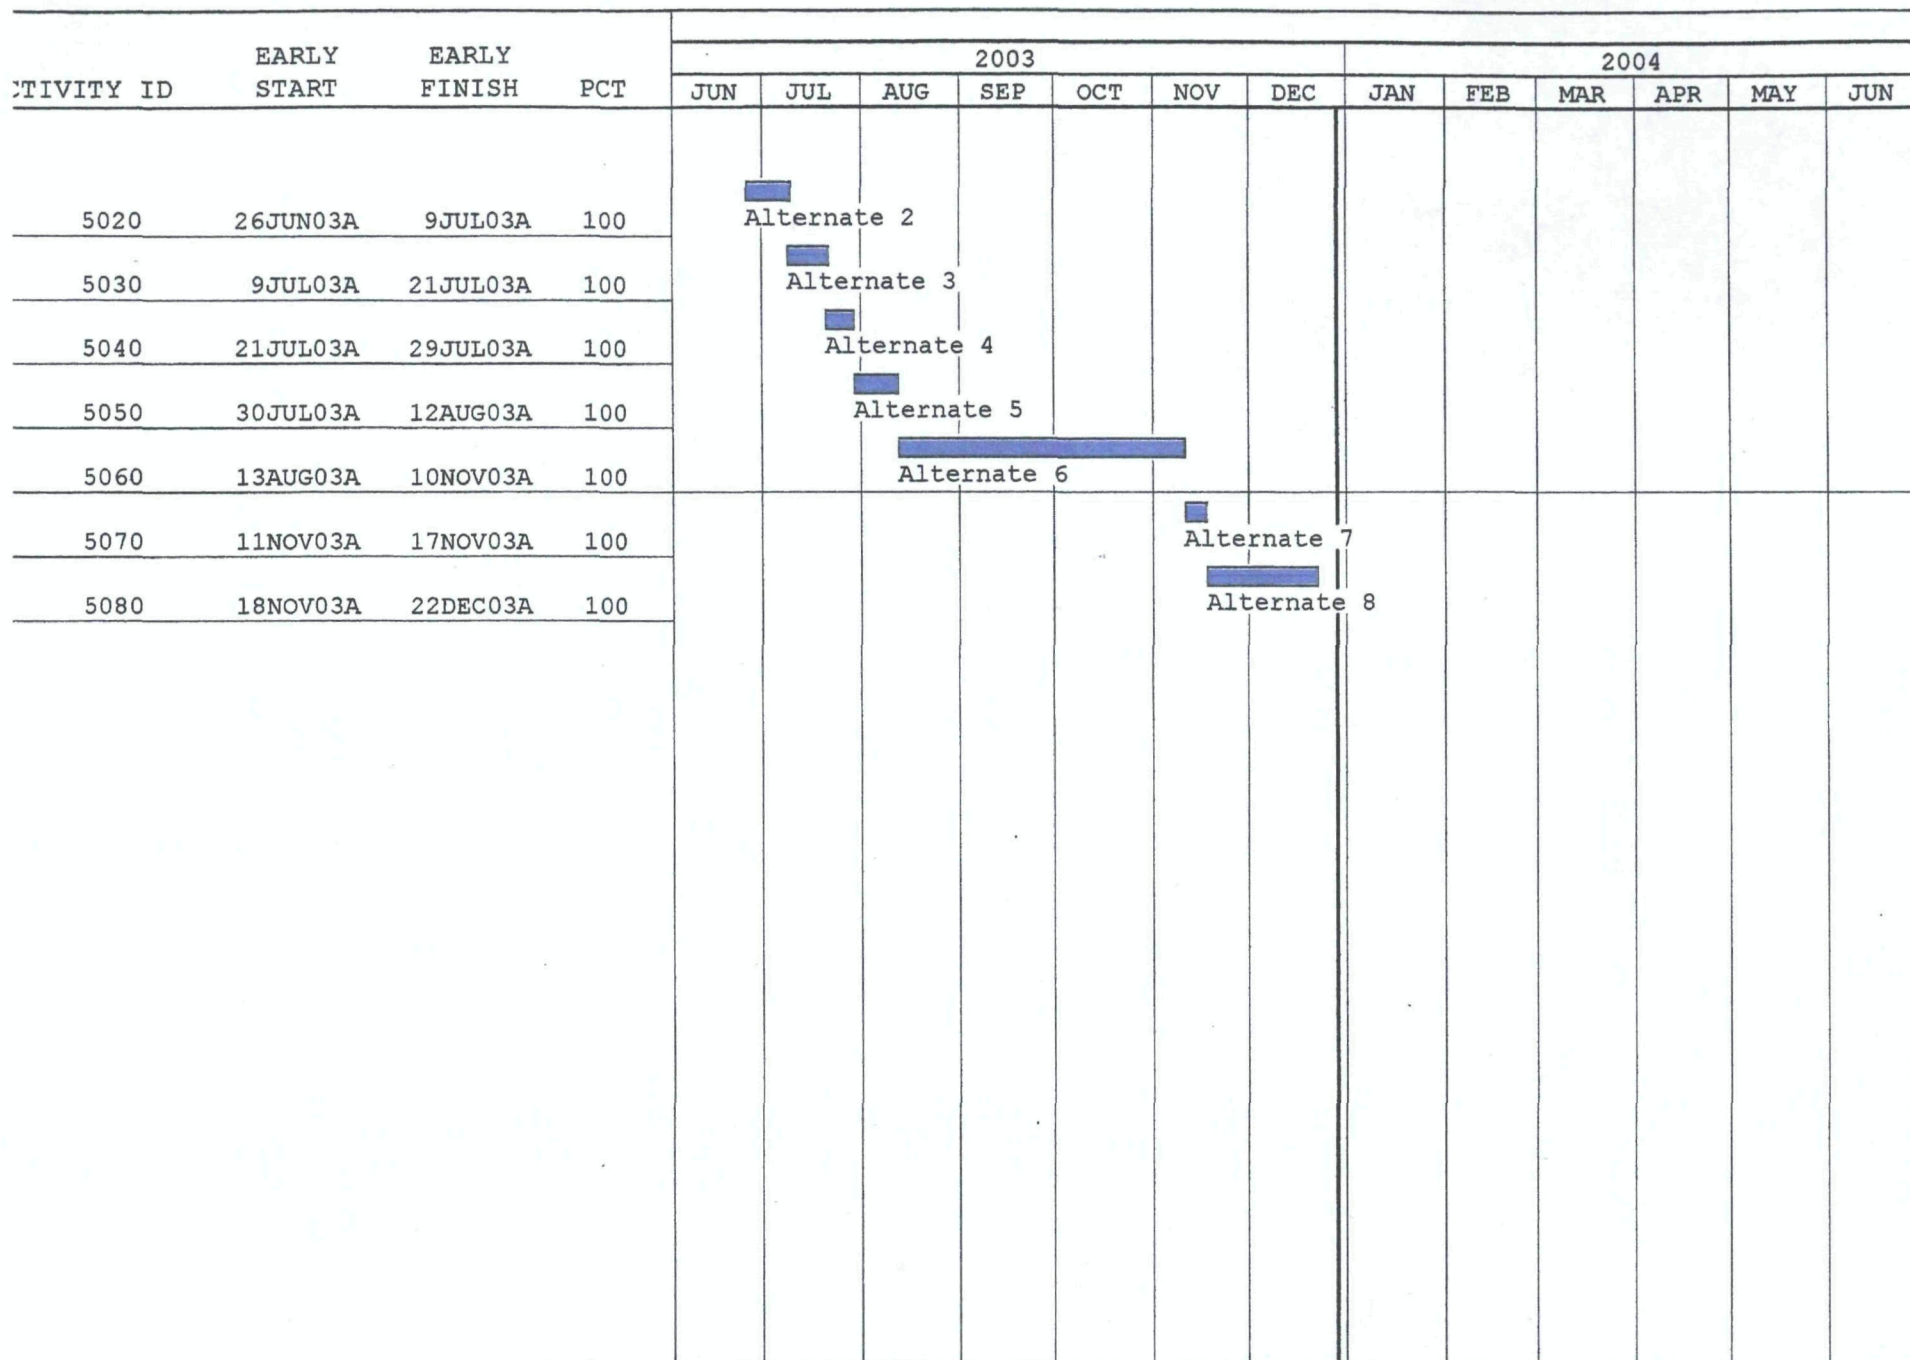 2003 2004
EARLY EARLY
CTIVITY ID START FINISH PCT JUN JUL AUG SEP OCT NOV DEC JAN FEB MAR APR MAY JUN
5020 26JUN03A 9JUL03A 100 Alternate 2
5030 9JUL03A 21JUL03A 100 Alternate 3
5040 21JUL03A 29JUL03A 100 Alternate 4
5050 30JUL03A 12AUG03A 100 Alternate 5
5060 13AUG03A 10NOV03A 100 Alternate 6
5070 11NOV03A 17NOV03A 100 Alternate 7
5080 18NOV03A 22DEC03A 100 Alternate 8